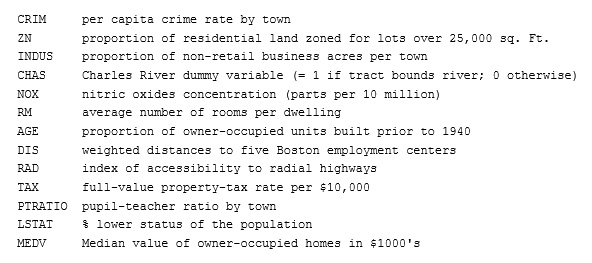 CRIM per capita crime rate by town
ZN proportion of residential land zoned for lots over 25,000 sq. Ft.
INDUS proportion of non-retail business acres per town
CHAS Charles River dummy variable (= 1 if tract bounds river; 0 otherwise)
NOX nitric oxides concentration (parts per 10 million)
RM average number of rooms per dwelling
AGE proportion of owner-occupied units built prior to 1940
DIS weighted distances to five Boston employment centers
RAD index of accessibility to radial highways
TAX full-value property-tax rate per $10,000
PTRATIO pupil-teacher ratio by town
LSTAT % lower status of the population
MEDV Median value of owner-occupied homes in $1000's